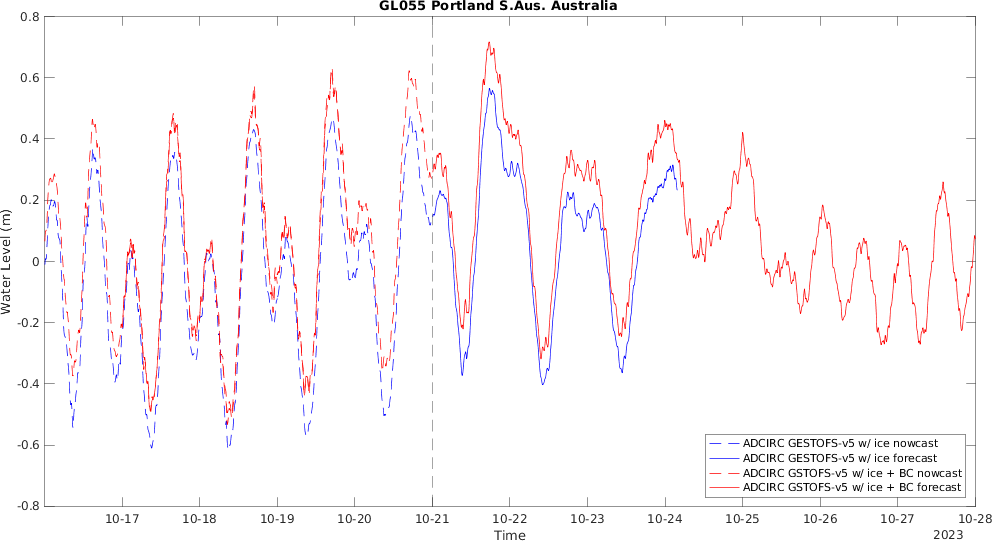 GL055 Portland S.Aus. Australia
0.8
0.6
0.4
0.2
0
-0.2
-0.4
-0.6
-0.8
Water Level (m)
10-17 10-18 10-19 10-20 10-21 10-22 10-23 10-24 10-25 10-26 10-27 10-28
Time
2023
ADCIRC GESTOFS-v5 w/ ice nowcast
ADCIRC GESTOFS-v5 w/ ice forecast
ADCIRC GSTOFS-v5 w/ ice + BC nowcast
ADCIRC GSTOFS-v5 w/ ice + BC forecast